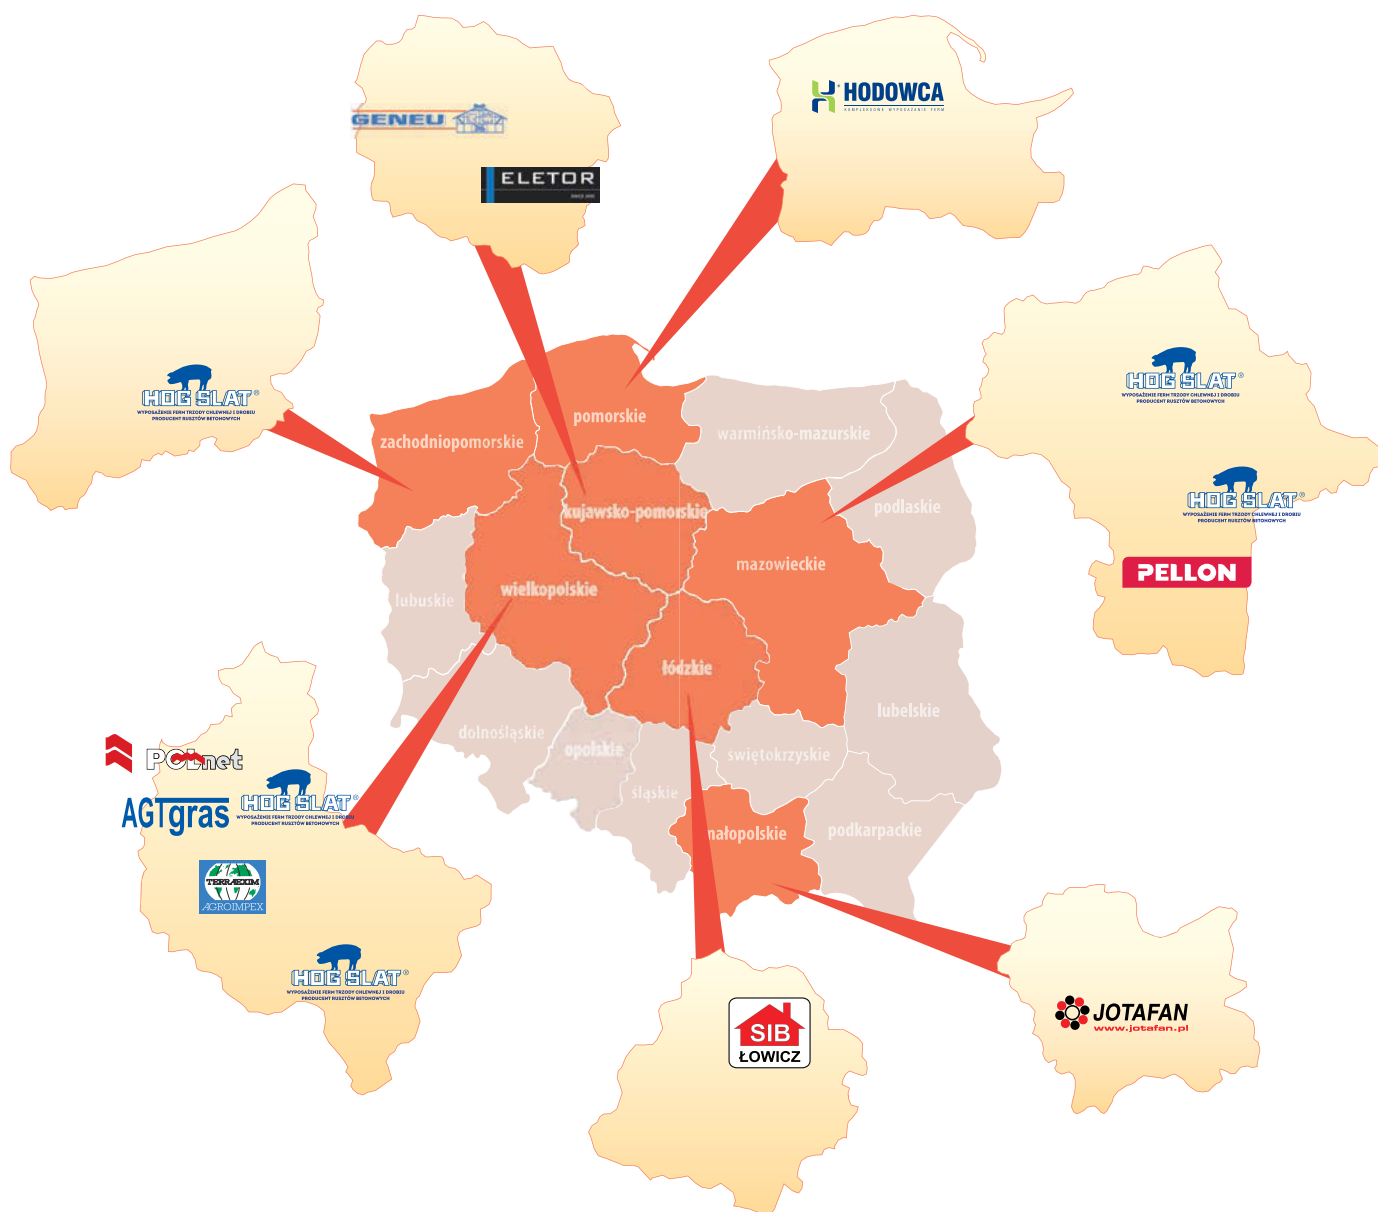 GENEU
ELETOR
SINCE
HODOWCA
KOMPLEKSOWE WYPOSAŻENIE FERM
HOG SLAT®
WYPOSAŻENIE FERM TRZODY CHLEWNEJ I DROBIU
PRODUCENT RUSZTÓW BETONOWYCH
HOG SLAT®
WYPOSAŻENIE FERM TRZODY CHLEWNEJ I DROBIU
PRODUCENT RUSZTÓW BETONOWYCH
HOG SLAT®
WYPOSAŻENIE FERM TRZODY CHLEWNEJ I DROBIU
PRODUCENT RUSZTÓW BETONOWYCH
PELLON
pomorskie
zachodniopomorskie
warmińsko-mazurskie
kujawsko-pomorskie
podlaskie
mazowieckie
wielkopolskie
lubuskie
łódzkie
lubelskie
dolnośląskie
opolskie
świętokrzyskie
śląskie
małopolskie
podkarpackie
POLnet
AGTgras
HOG SLAT®
WYPOSAŻENIE FERM TRZODY CHLEWNEJ I DROBIU
PRODUCENT RUSZTÓW BETONOWYCH
TERRAEXIM
AGROIMPEX
HOG SLAT®
WYPOSAŻENIE FERM TRZODY CHLEWNEJ I DROBIU
PRODUCENT RUSZTÓW BETONOWYCH
SIB
ŁOWICZ
JOTAFAN
www.jotafan.pl